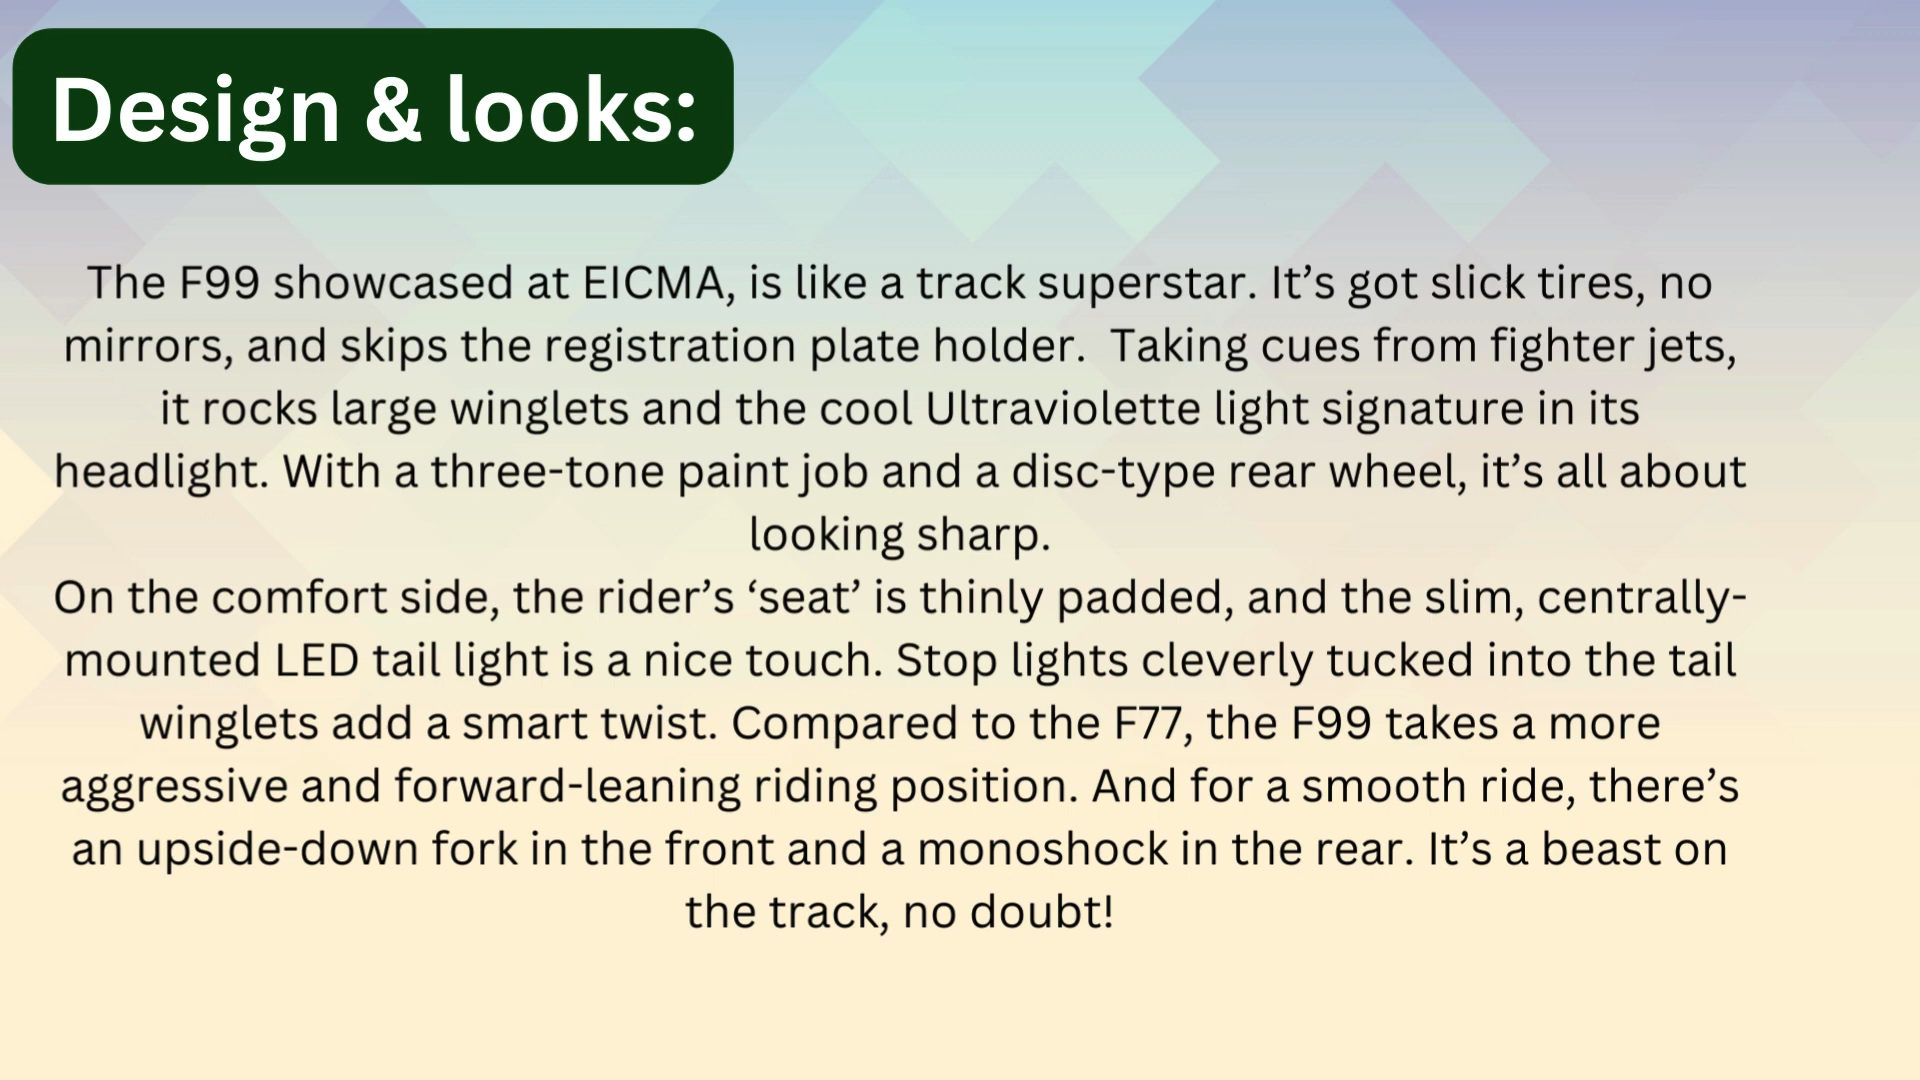 Design & looks:
The F99 showcased at EICMA, is like a track superstar. It’s got slick tires, no
mirrors, and skips the registration plate holder.  Taking cues from fighter jets,
it rocks large winglets and the cool Ultraviolette light signature in its
headlight. With a three-tone paint job and a disc-type rear wheel, it’s all about
looking sharp.
On the comfort side, the rider’s ‘seat’ is thinly padded, and the slim, centrally-
mounted LED tail light is a nice touch. Stop lights cleverly tucked into the tail
winglets add a smart twist. Compared to the F77, the F99 takes a more
aggressive and forward-leaning riding position. And for a smooth ride, there’s
an upside-down fork in the front and a monoshock in the rear. It’s a beast on
the track, no doubt!